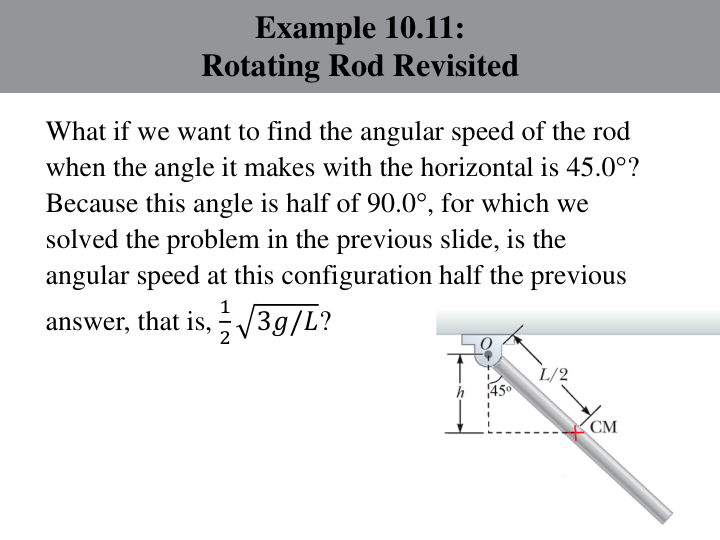 Example 10.11:
Rotating Rod Revisited
What if we want to find the angular speed of the rod
when the angle it makes with the horizontal is 45.0°?
Because this angle is half of 90.0°, for which we
solved the problem in the previous slide, is the
angular speed at this configuration half the previous
answer, that is, ½√3g/L?
O
L/2
h
45°
CM